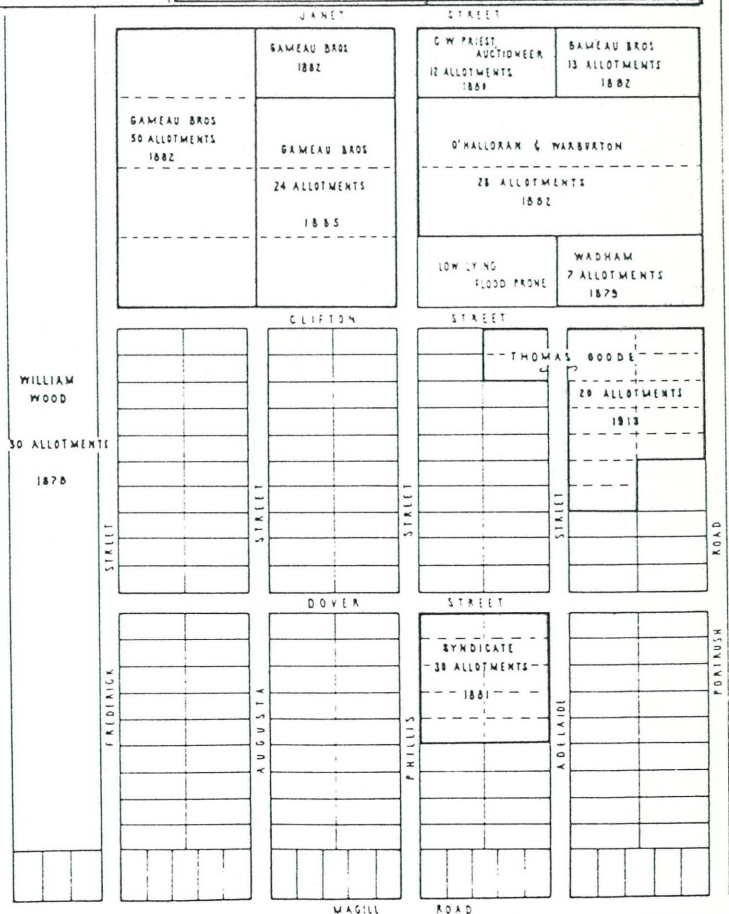 JANET STREET
GAMEAU BROS
1882
C W PRIEST
AUCTIONEER
12 ALLOTMENTS
GAMEAU BROS
13 ALLOTMENTS
1882
GAMEAU BROS
50 ALLOTMENTS
1882
GAMEAU BROS
24 ALLOTMENTS
1885
O'HALLORAN & WARBURTON
28 ALLOTMENTS
1882
LOW LYING
FLOOD PRONE
WADHAM
7 ALLOTMENTS
1879
CLIFTON STREET
WILLIAM
WOOD
30 ALLOTMENTS
1878
THOMAS GOODE
29 ALLOTMENTS
1913
STREET
STREET
STREET
STREET
ROAD
DOVER STREET
SYNDICATE
30 ALLOTMENTS
1881
FREDERICK
AUGUSTA
PHILLIS
ADELAIDE
PORTRUSH
MAGILL ROAD